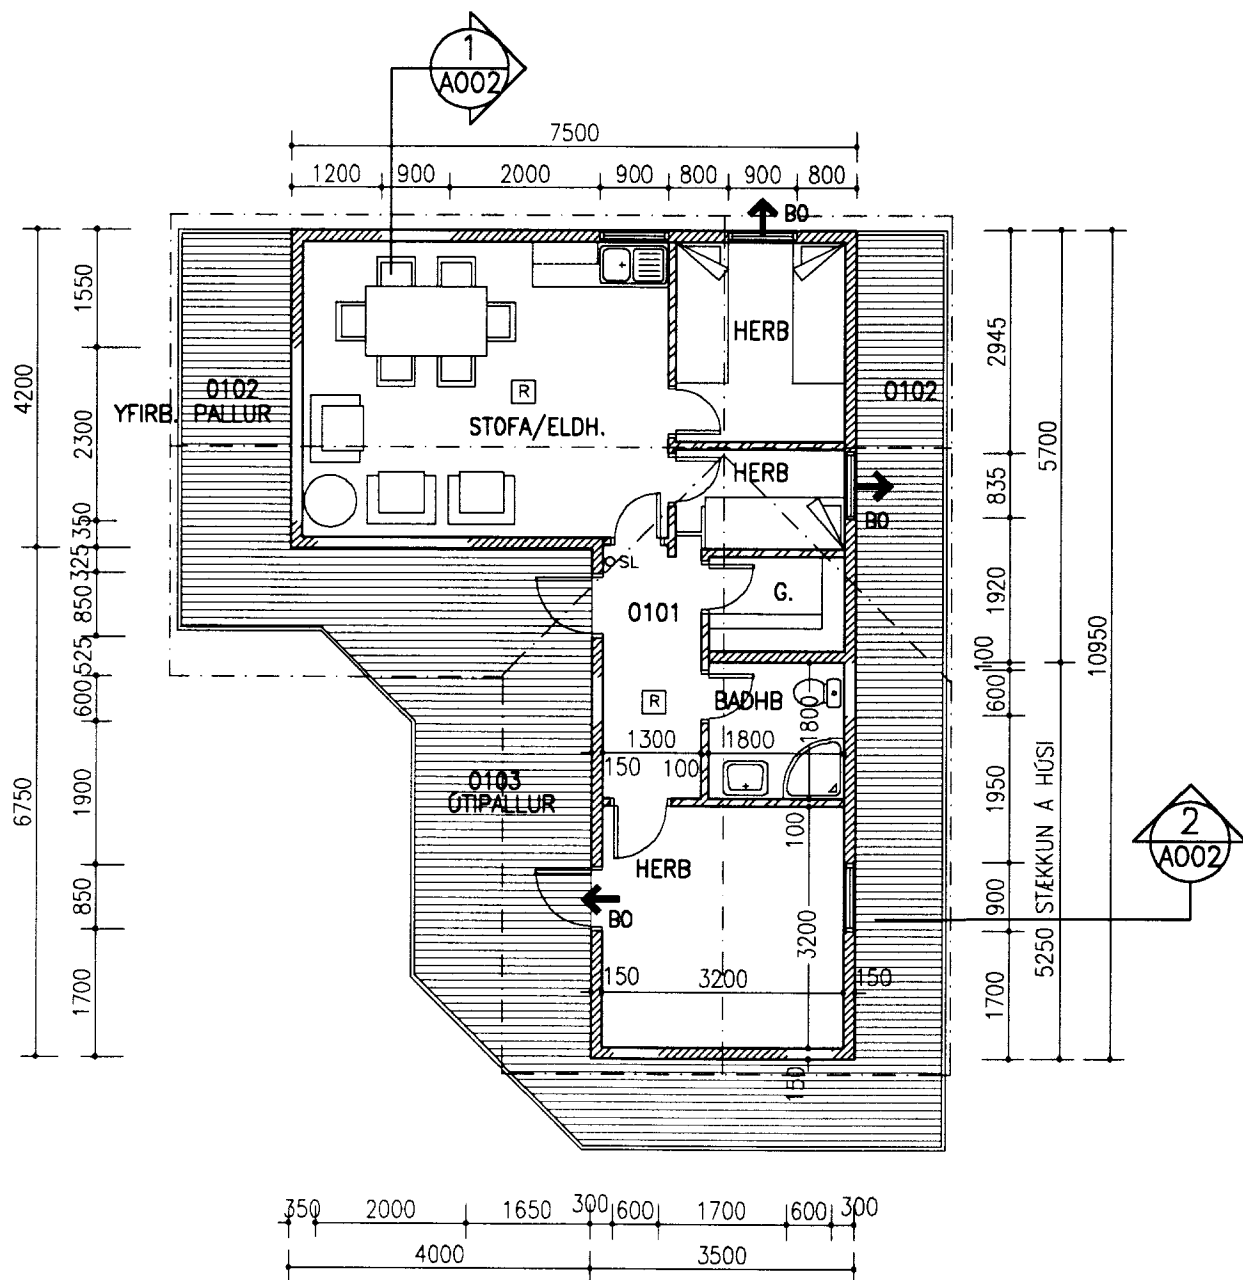 1
A002
7500
1200 900 2000 900 800 900 800
BO
1550
4200
2300
350
325
850
525
600
1900
6750
850
1700
HERB
0102
YFIRB. PALLUR
R
STOFA/ELDH.
0102
HERB
BO
SL
0101
G.
R
BADHB
1800
1300 1800
150 100
0103
ÚTIPALLUR
100
HERB
BO
3200
150 3200 150
150
2945
835
1920
100
600
1950
900
1700
5700
5250 STÆKKUN Á HÚSI
10950
2
A002
350 2000 1650 300 600 1700 600 300
4000 3500